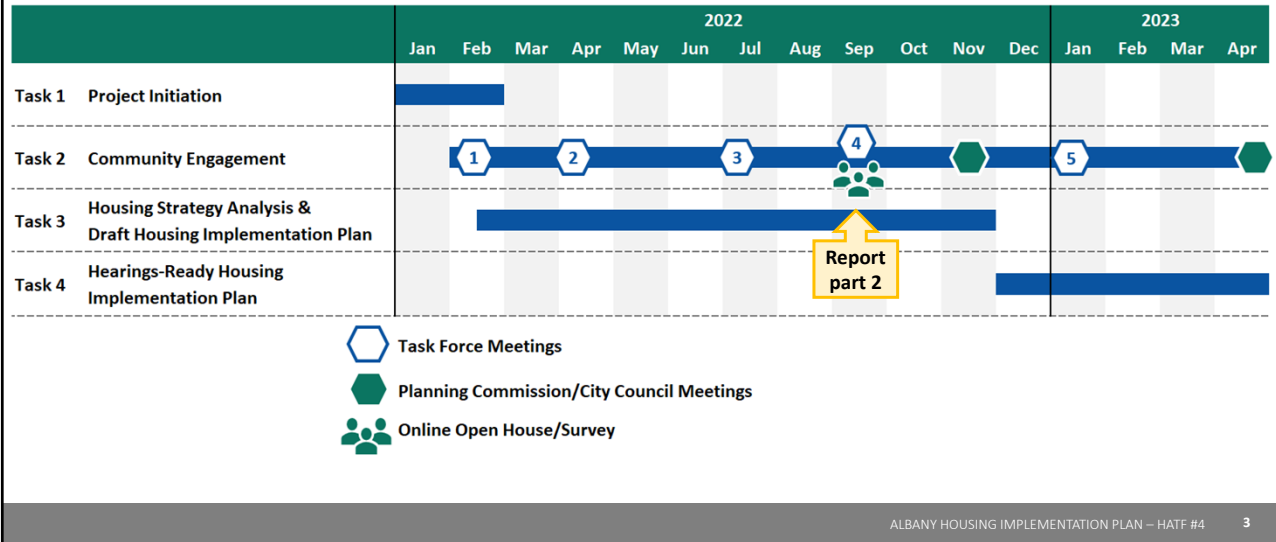 2022 2023
Jan Feb Mar Apr May Jun Jul Aug Sep Oct Nov Dec Jan Feb Mar Apr
Task 1 Project Initiation
Task 2 Community Engagement 1 2 3 4 5
Task 3 Housing Strategy Analysis &
Draft Housing Implementation Plan
Report
part 2
Task 4 Hearings-Ready Housing
Implementation Plan
Task Force Meetings
Planning Commission/City Council Meetings
Online Open House/Survey
ALBANY HOUSING IMPLEMENTATION PLAN – HATF #4 3